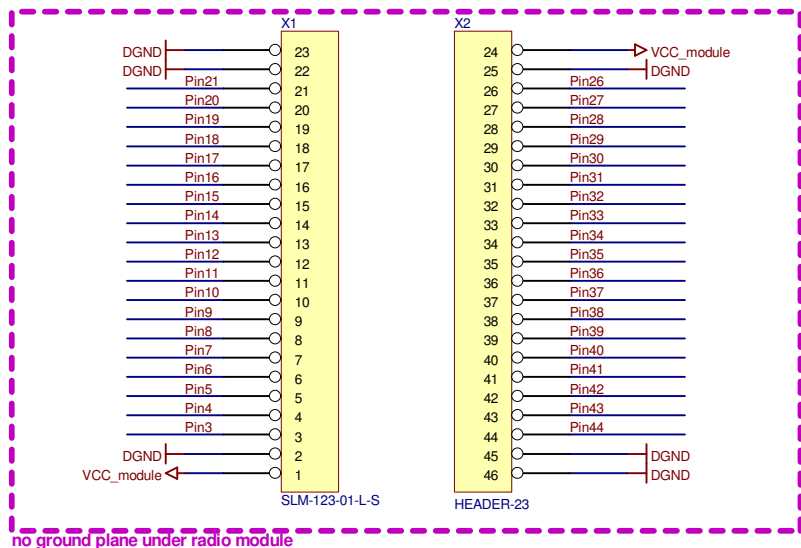 X1 X2
DGND 23 24 VCC_module
DGND 22 25 DGND
Pin21 21 26 Pin26
Pin20 20 27 Pin27
Pin19 19 28 Pin28
Pin18 18 29 Pin29
Pin17 17 30 Pin30
Pin16 16 31 Pin31
Pin15 15 32 Pin32
Pin14 14 33 Pin33
Pin13 13 34 Pin34
Pin12 12 35 Pin35
Pin11 11 36 Pin36
Pin10 10 37 Pin37
Pin9 9 38 Pin38
Pin8 8 39 Pin39
Pin7 7 40 Pin40
Pin6 6 41 Pin41
Pin5 5 42 Pin42
Pin4 4 43 Pin43
Pin3 3 44 Pin44
DGND 2 45 DGND
VCC_module 1 46 DGND
SLM-123-01-L-S HEADER-23
no ground plane under radio module